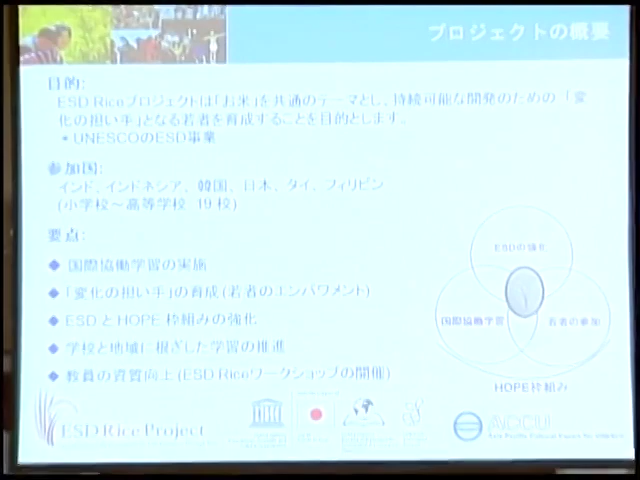 プロジェクトの概要
目的:
ESD Riceプロジェクトは「お米」を共通のテーマとし、持続可能な開発のための「変
化の担い手」となる若者を育成することを目的とします。
* UNESCOのESD事業
参加国:
インド、インドネシア、韓国、日本、タイ、フィリピン
(小学校～高等学校 19校)
要点:
◆ 国際協働学習の実施
◆ 「変化の担い手」の育成(若者のエンパワメント)
◆ ESD と HOPE 枠組みの強化
◆ 学校と地域に根ざした学習の推進
◆ 教員の資質向上(ESD Riceワークショップの開催)
ESDの強化
国際協働学習
若者の参加
HOPE枠組み
ESD Rice Project
ACCU